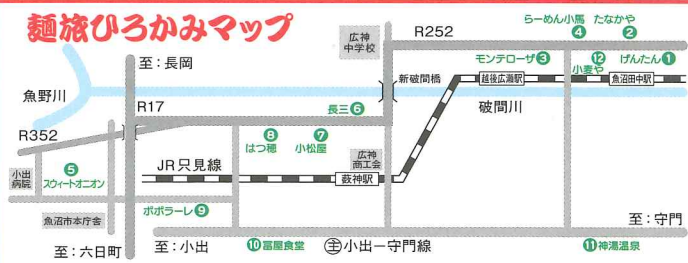 麺旅ひろかみマップ
広神
中学校
R252
らーめん小馬
④
たなかや
②
モンテローザ③
⑫
小麦や
げんたん①
至：長岡
新破間橋
越後広瀬駅
魚沼田中駅
魚野川
R17
長三⑥
破間川
R352
⑧
はつ穂
⑦
小松屋
広神
商工会
小出
病院
⑤
スウィートオニオン
JR只見線
薮神駅
魚沼市本庁舎
ポポラーレ⑨
至：守門
至：六日町
至：小出
⑩冨屋食堂
㊤小出ー守門線
⑪神湯温泉